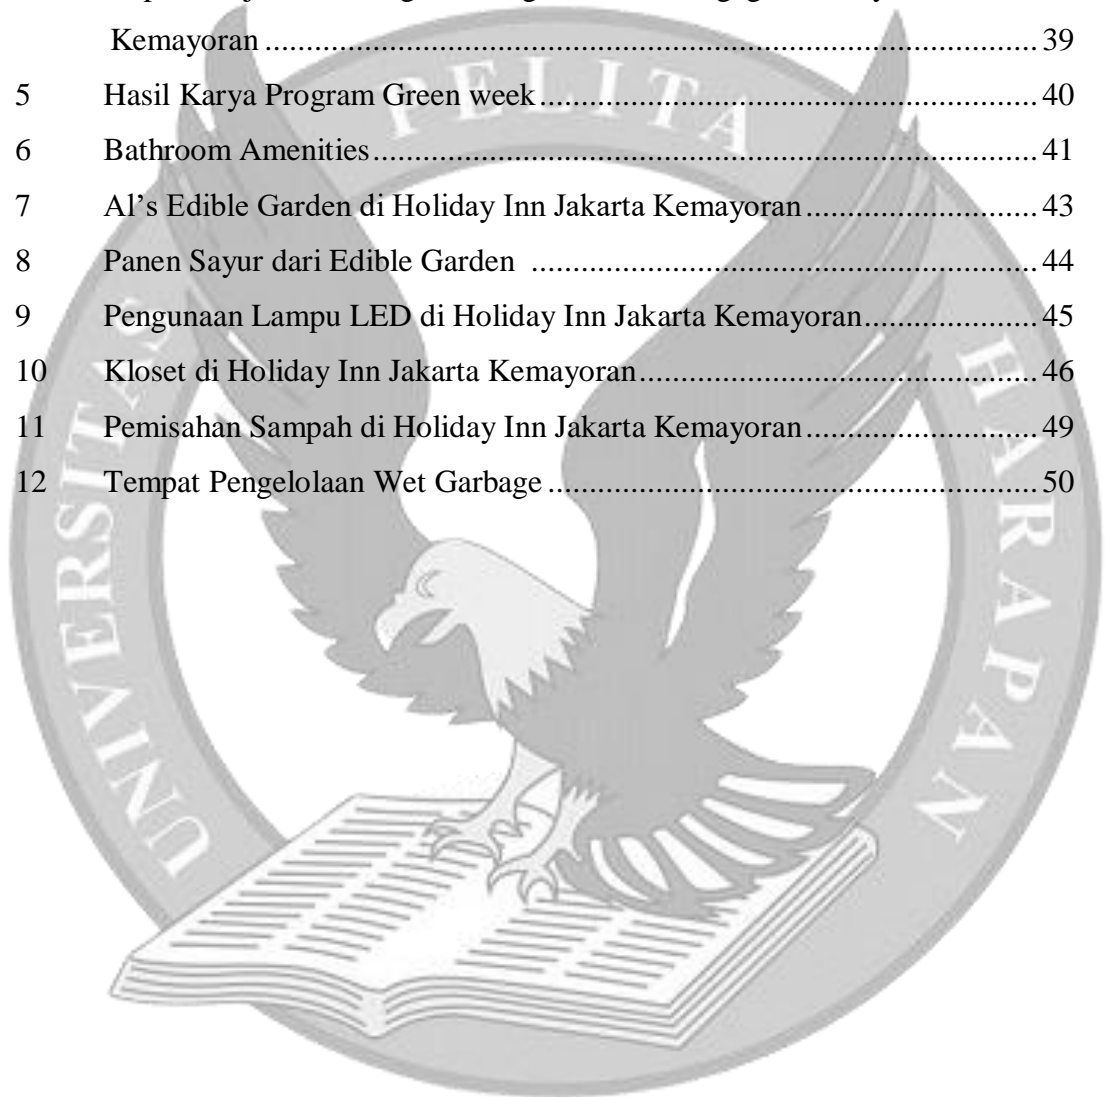 Kemayoran ........................................................................................ 39
5 Hasil Karya Program Green week ........................................................ 40
6 Bathroom Amenities ........................................................................... 41
7 Al's Edible Garden di Holiday Inn Jakarta Kemayoran .......................... 43
8 Panen Sayur dari Edible Garden .......................................................... 44
9 Pengunaan Lampu LED di Holiday Inn Jakarta Kemayoran .................... 45
10 Kloset di Holiday Inn Jakarta Kemayoran ............................................. 46
11 Pemisahan Sampah di Holiday Inn Jakarta Kemayoran .......................... 49
12 Tempat Pengelolaan Wet Garbage ....................................................... 50
UNIVERSITAS PELITA HARAPAN